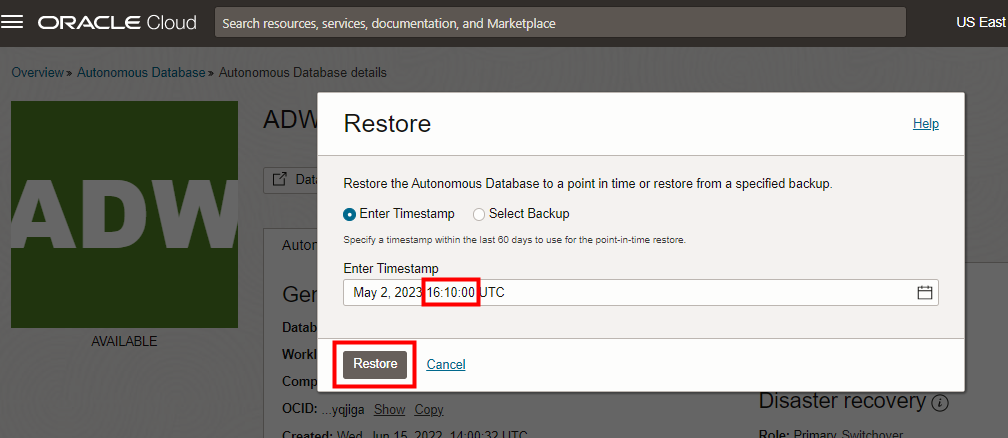 ORACLE Cloud
Search resources, services, documentation, and Marketplace
US East
Overview » Autonomous Database » Autonomous Database details
ADW
ADW
AVAILABLE
Restore
Help
Restore the Autonomous Database to a point in time or restore from a specified backup.
Enter Timestamp
Select Backup
Specify a timestamp within the last 60 days to use for the point-in-time restore.
Enter Timestamp
May 2, 2023 16:10:00 UTC
Restore
Cancel
Data
Auton
Gen
Datab
Workl
Comp
OCID: ...yqjiga Show Copy
Created: Wed, Jun 15, 2022, 14:00:32 UTC
Disaster recovery
Role: Primary Switchover